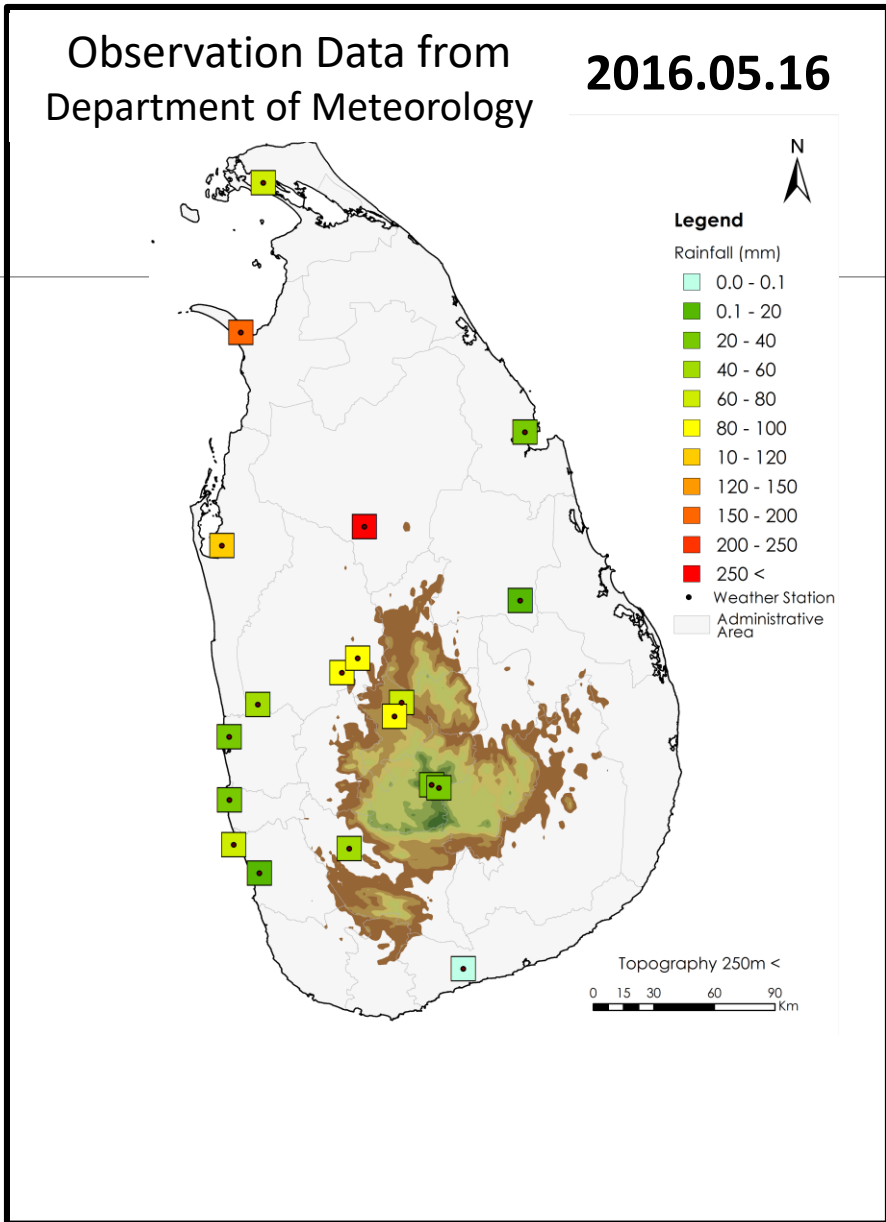 Observation Data from
Department of Meteorology
2016.05.16
N
Legend
Rainfall (mm)
0.0 - 0.1
0.1 - 20
20 - 40
40 - 60
60 - 80
80 - 100
10 - 120
120 - 150
150 - 200
200 - 250
250 <
Weather Station
Administrative
Area
Topography 250m <
0 15 30 60 90
Km